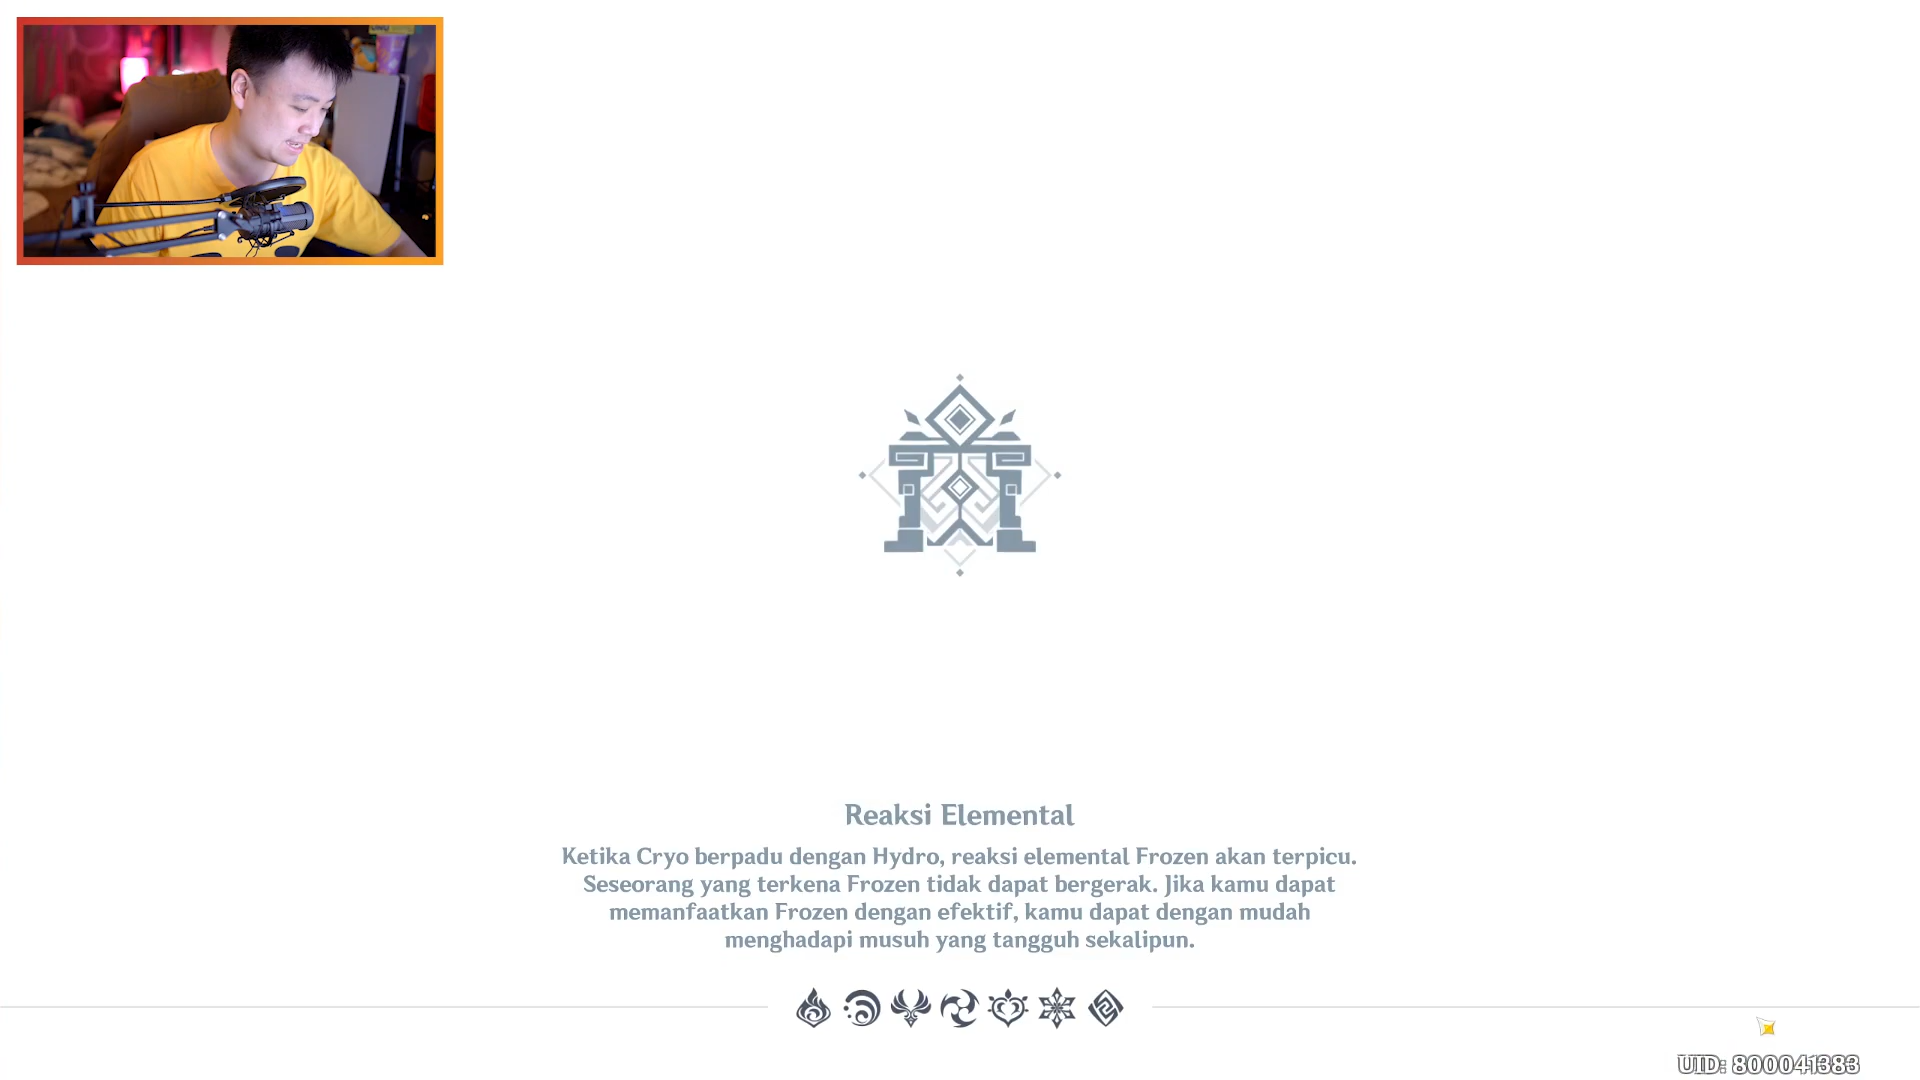 Reaksi Elemental
Ketika Cryo berpadu dengan Hydro, reaksi elemental Frozen akan terpicu.
Seseorang yang terkena Frozen tidak dapat bergerak. Jika kamu dapat
memanfaatkan Frozen dengan efektif, kamu dapat dengan mudah
menghadapi musuh yang tangguh sekalipun.
UID: 800041383